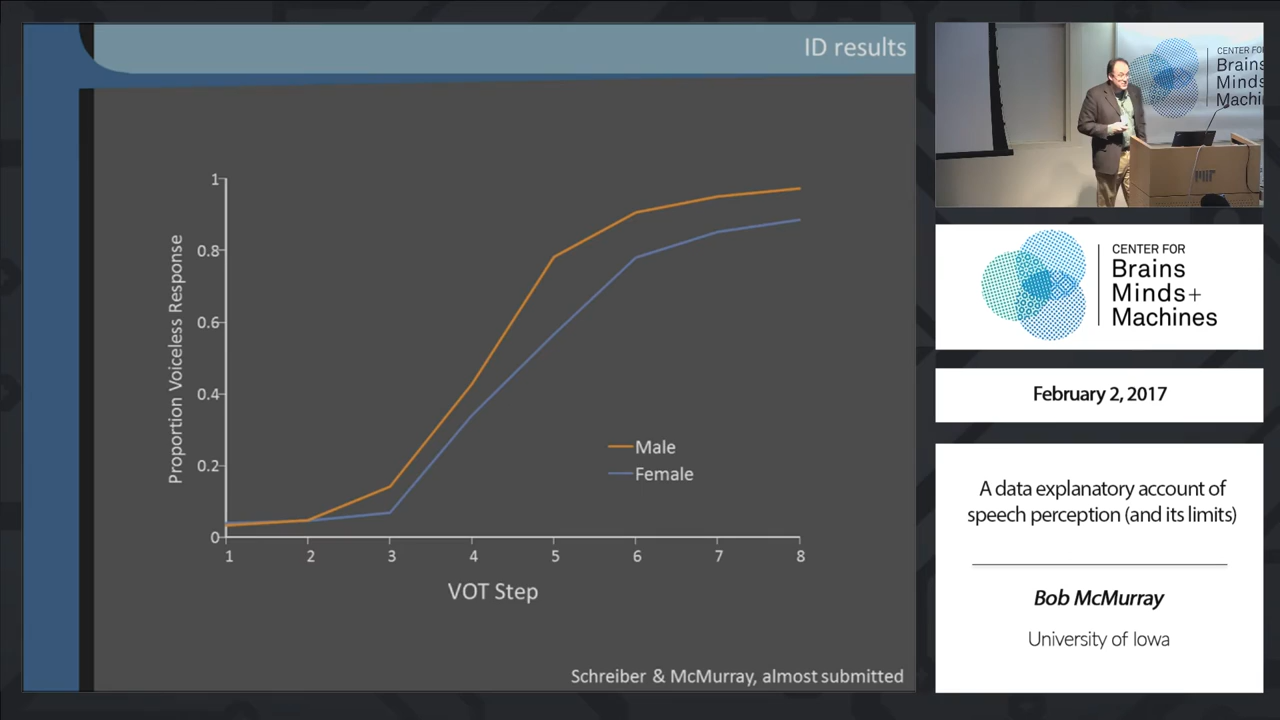 ID results
1
0.8
0.6
0.4
0.2
0
Proportion Voiceless Response
1 2 3 4 5 6 7 8
VOT Step
Male
Female
Schreiber & McMurray, almost submitted
CENTER FO
Brains
Minds
Machi
MIT
CENTER FOR
Brains
Minds+
Machines
February 2, 2017
A data explanatory account of
speech perception (and its limits)
Bob McMurray
University of Iowa